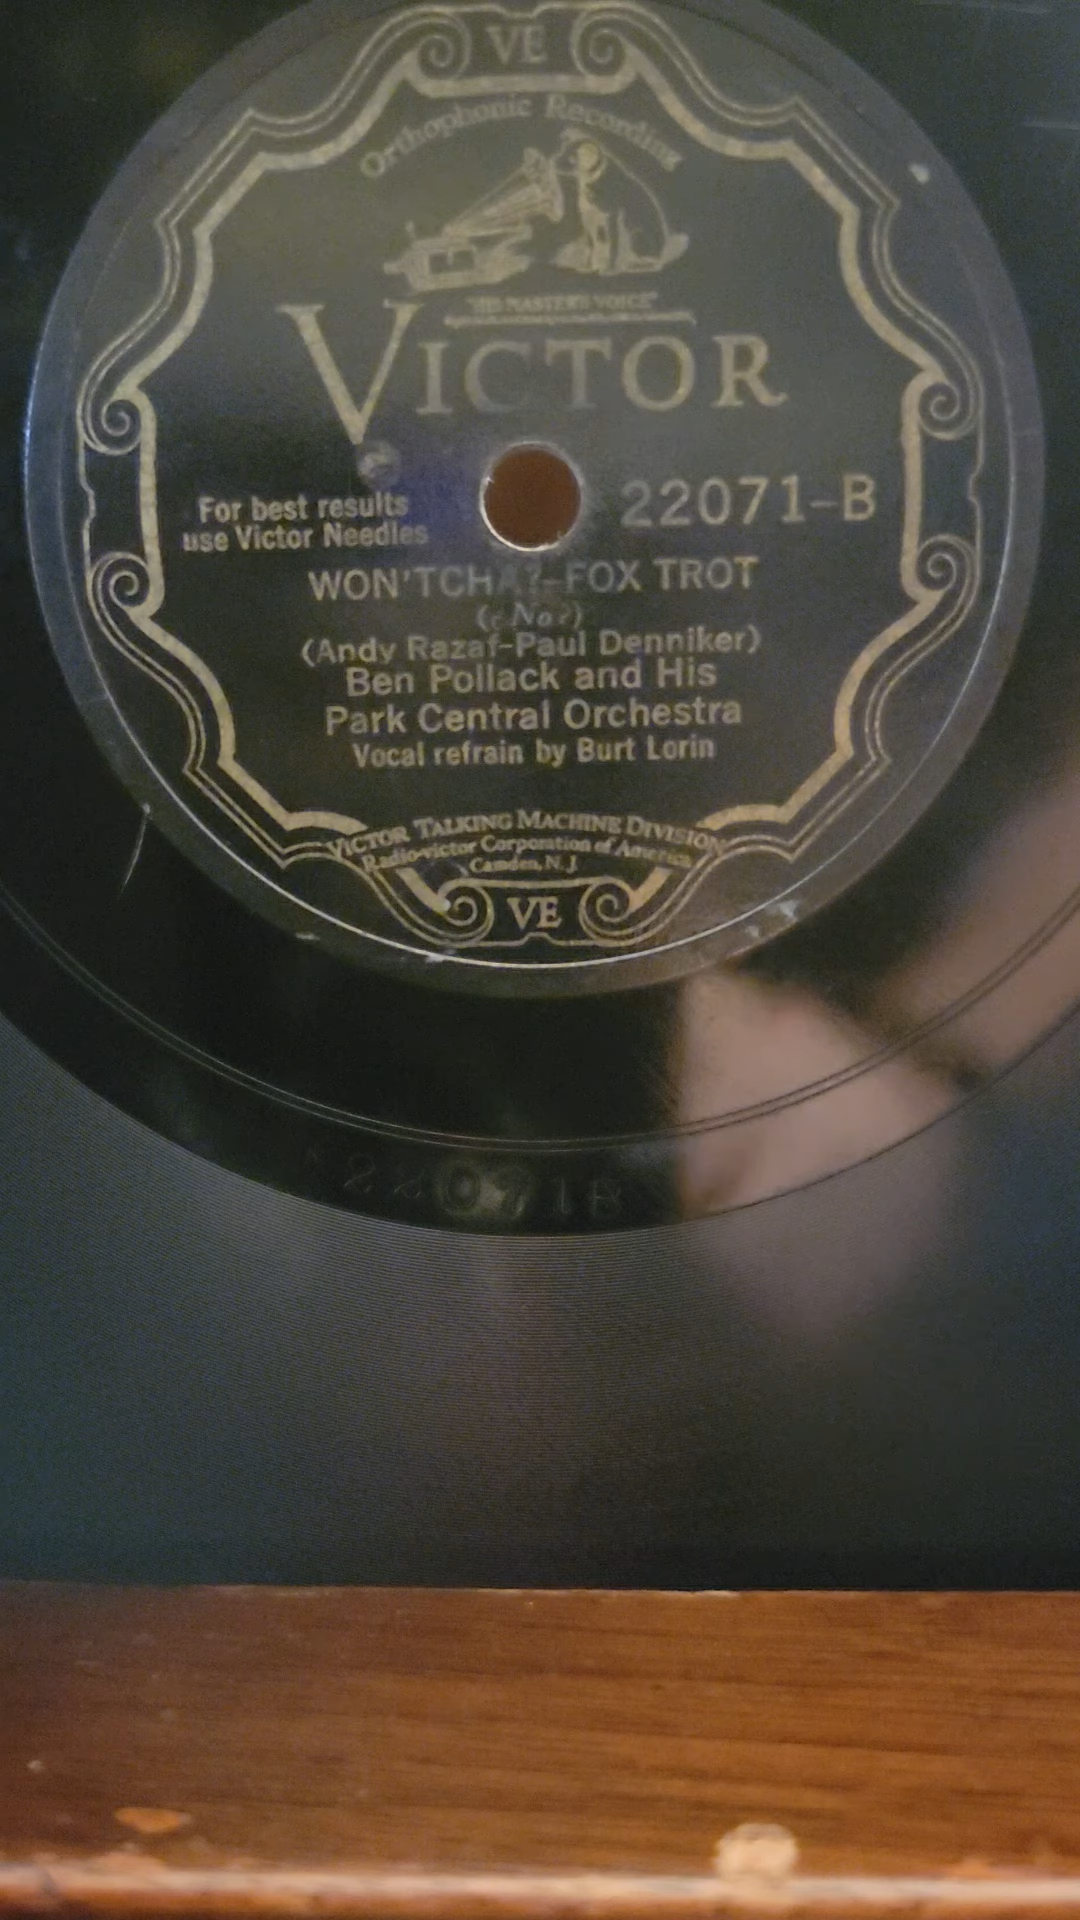 VE
Orthophonic Recording
"HIS MASTER'S VOICE"
VICTOR
For best results
use Victor Needles
22071-B
WON'TCHA?-FOX TROT
(¿No?)
(Andy Razaf-Paul Denniker)
Ben Pollack and His
Park Central Orchestra
Vocal refrain by Burt Lorin
VICTOR TALKING MACHINE DIVISION
Radio-Victor Corporation of America
Camden, N.J.
VE
22071B